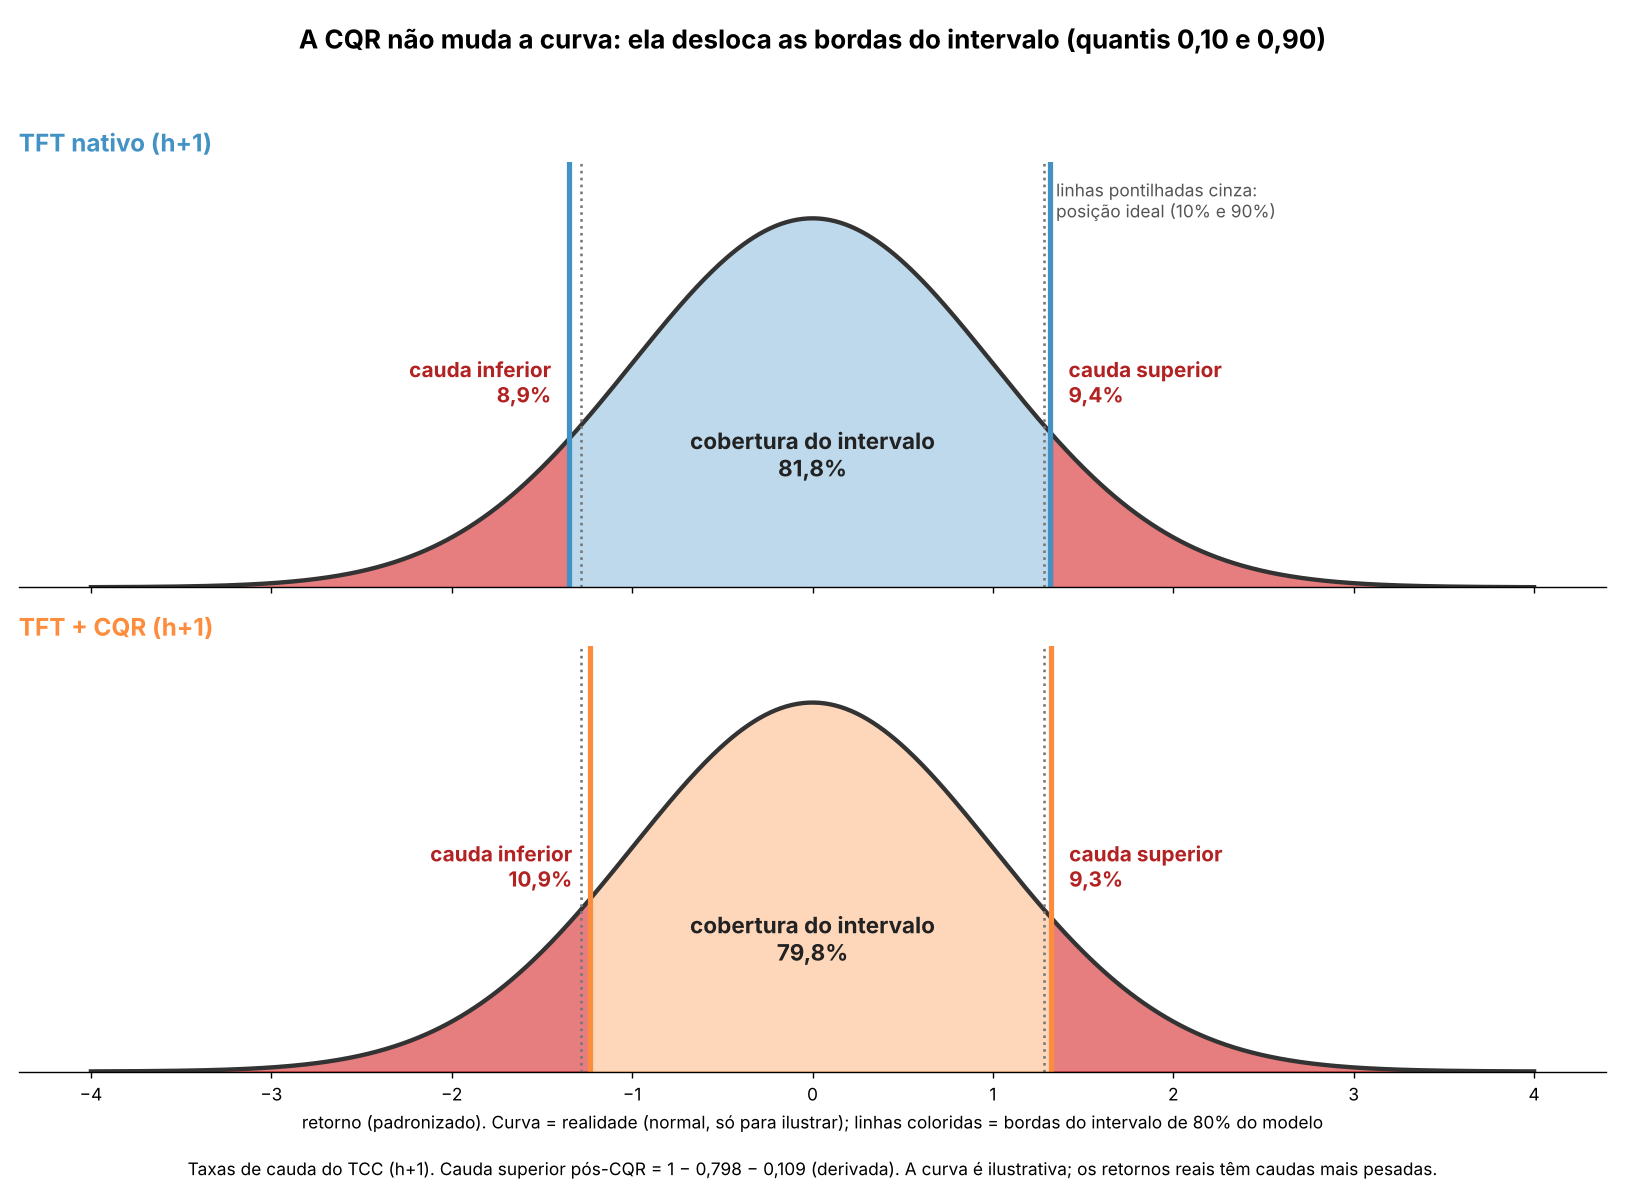 A CQR não muda a curva: ela desloca as bordas do intervalo (quantis 0,10 e 0,90)
TFT nativo (h+1)
linhas pontilhadas cinza:
posição ideal (10% e 90%)
cauda inferior
8,9%
cauda superior
9,4%
cobertura do intervalo
81,8%
TFT + CQR (h+1)
cauda inferior
10,9%
cauda superior
9,3%
cobertura do intervalo
79,8%
−4 −3 −2 −1 0 1 2 3 4
retorno (padronizado). Curva = realidade (normal, só para ilustrar); linhas coloridas = bordas do intervalo de 80% do modelo
Taxas de cauda do TCC (h+1). Cauda superior pós-CQR = 1 − 0,798 − 0,109 (derivada). A curva é ilustrativa; os retornos reais têm caudas mais pesadas.